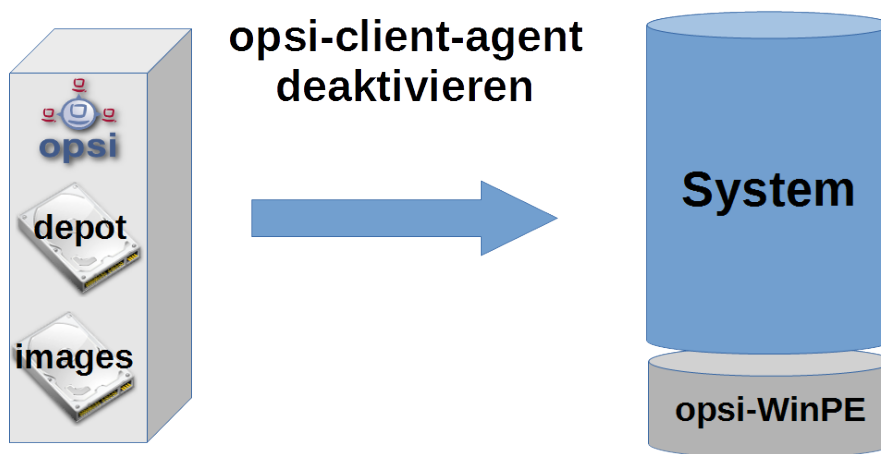 opsi-client-agent
deaktivieren
opsi
depot
images
System
opsi-WinPE